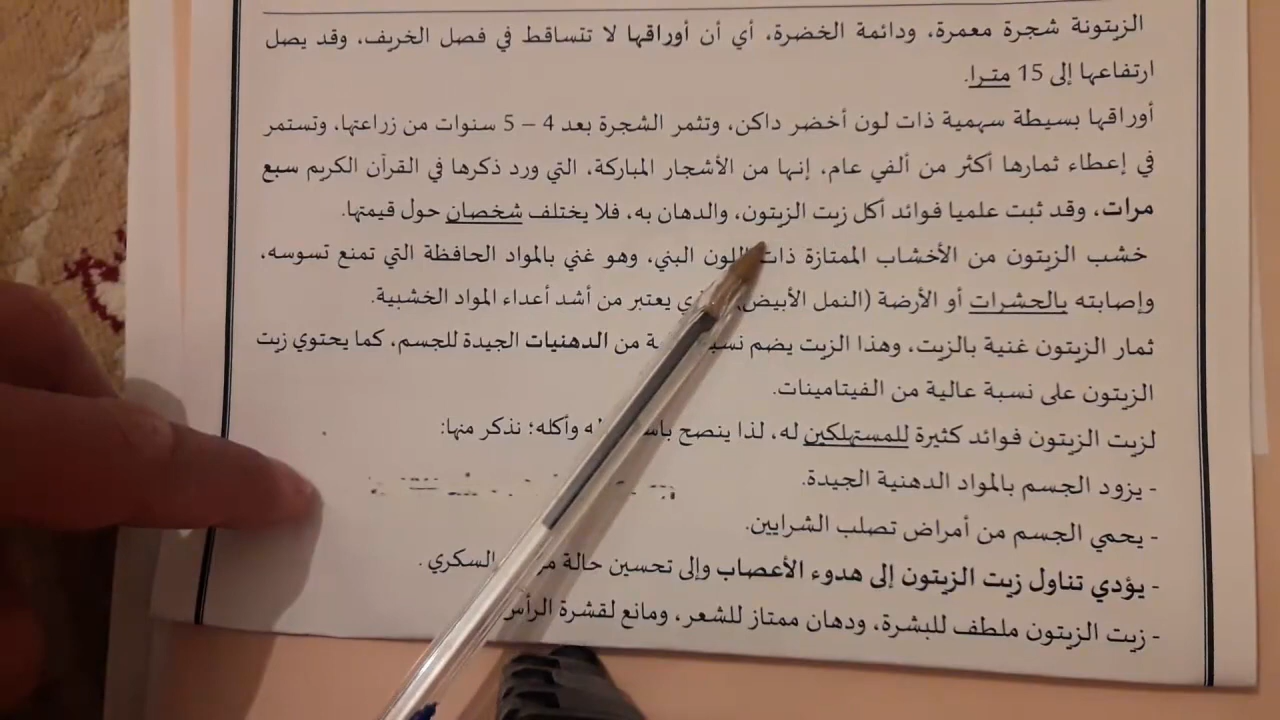 الزيتونة شجرة معمرة، ودائمة الخضرة، أي أن أوراقها لا تتساقط في فصل الخريف، وقد يصل
ارتفاعها إلى 15 مترا.
أوراقها بسيطة سهمية ذات لون أخضر داكن، وتثمر الشجرة بعد 4 – 5 سنوات من زراعتها، وتستمر
في إعطاء ثمارها أكثر من ألفي عام، إنها من الأشجار المباركة، التي ورد ذكرها في القرآن الكريم سبع
مرات، وقد ثبت علميا فوائد أكل زيت الزيتون، والدهان به، فلا يختلف شخصان حول قيمتها.
خشب الزيتون من الأخشاب الممتازة ذات اللون البني، وهو غني بالمواد الحافظة التي تمنع تسوسه،
وإصابته بالحشرات أو الأرضة (النمل الأبيض) يعتبر من أشد أعداء المواد الخشبية.
ثمار الزيتون غنية بالزيت، وهذا الزيت يضم من الدهنيات الجيدة للجسم، كما يحتوي زيت
الزيتون على نسبة عالية من الفيتامينات.
لزيت الزيتون فوائد كثيرة للمستهلكين له، لذا ينصح وأكله؛ نذكر منها:
- يزود الجسم بالمواد الدهنية الجيدة.
- يحمي الجسم من أمراض تصلب الشرايين.
- يؤدي تناول زيت الزيتون إلى هدوء الأعصاب وإلى تحسين حالة السكري .
- زيت الزيتون ملطف للبشرة، ودهان ممتاز للشعر، ومانع لقشرة الرأس